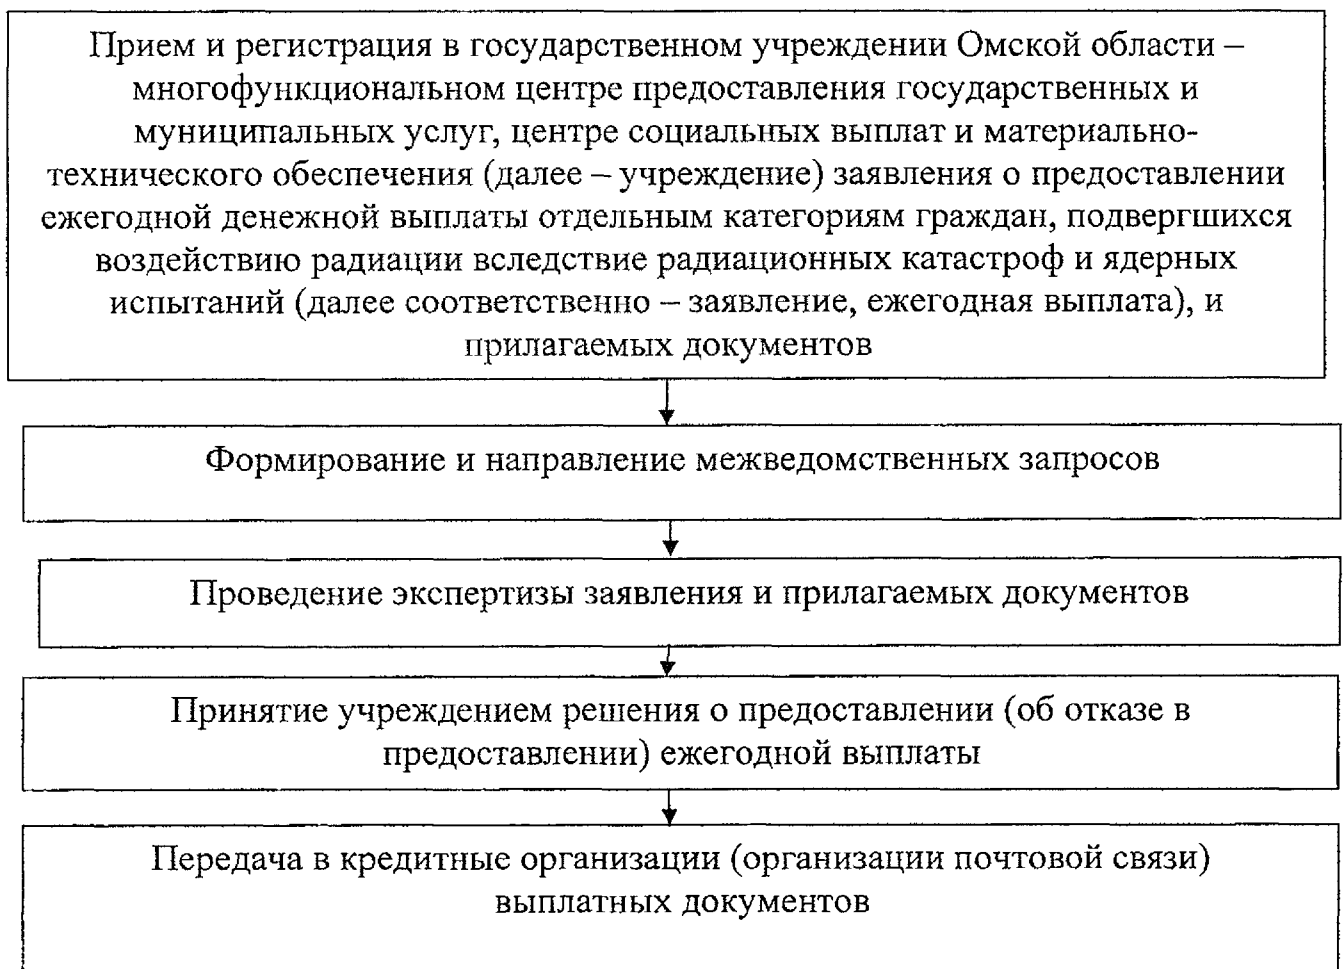 Прием и регистрация в государственном учреждении Омской области –
многофункциональном центре предоставления государственных и
муниципальных услуг, центре социальных выплат и материально-
технического обеспечения (далее – учреждение) заявления о предоставлении
ежегодной денежной выплаты отдельным категориям граждан, подвергшихся
воздействию радиации вследствие радиационных катастроф и ядерных
испытаний (далее соответственно – заявление, ежегодная выплата), и
прилагаемых документов
Формирование и направление межведомственных запросов
Проведение экспертизы заявления и прилагаемых документов
Принятие учреждением решения о предоставлении (об отказе в
предоставлении) ежегодной выплаты
Передача в кредитные организации (организации почтовой связи)
выплатных документов